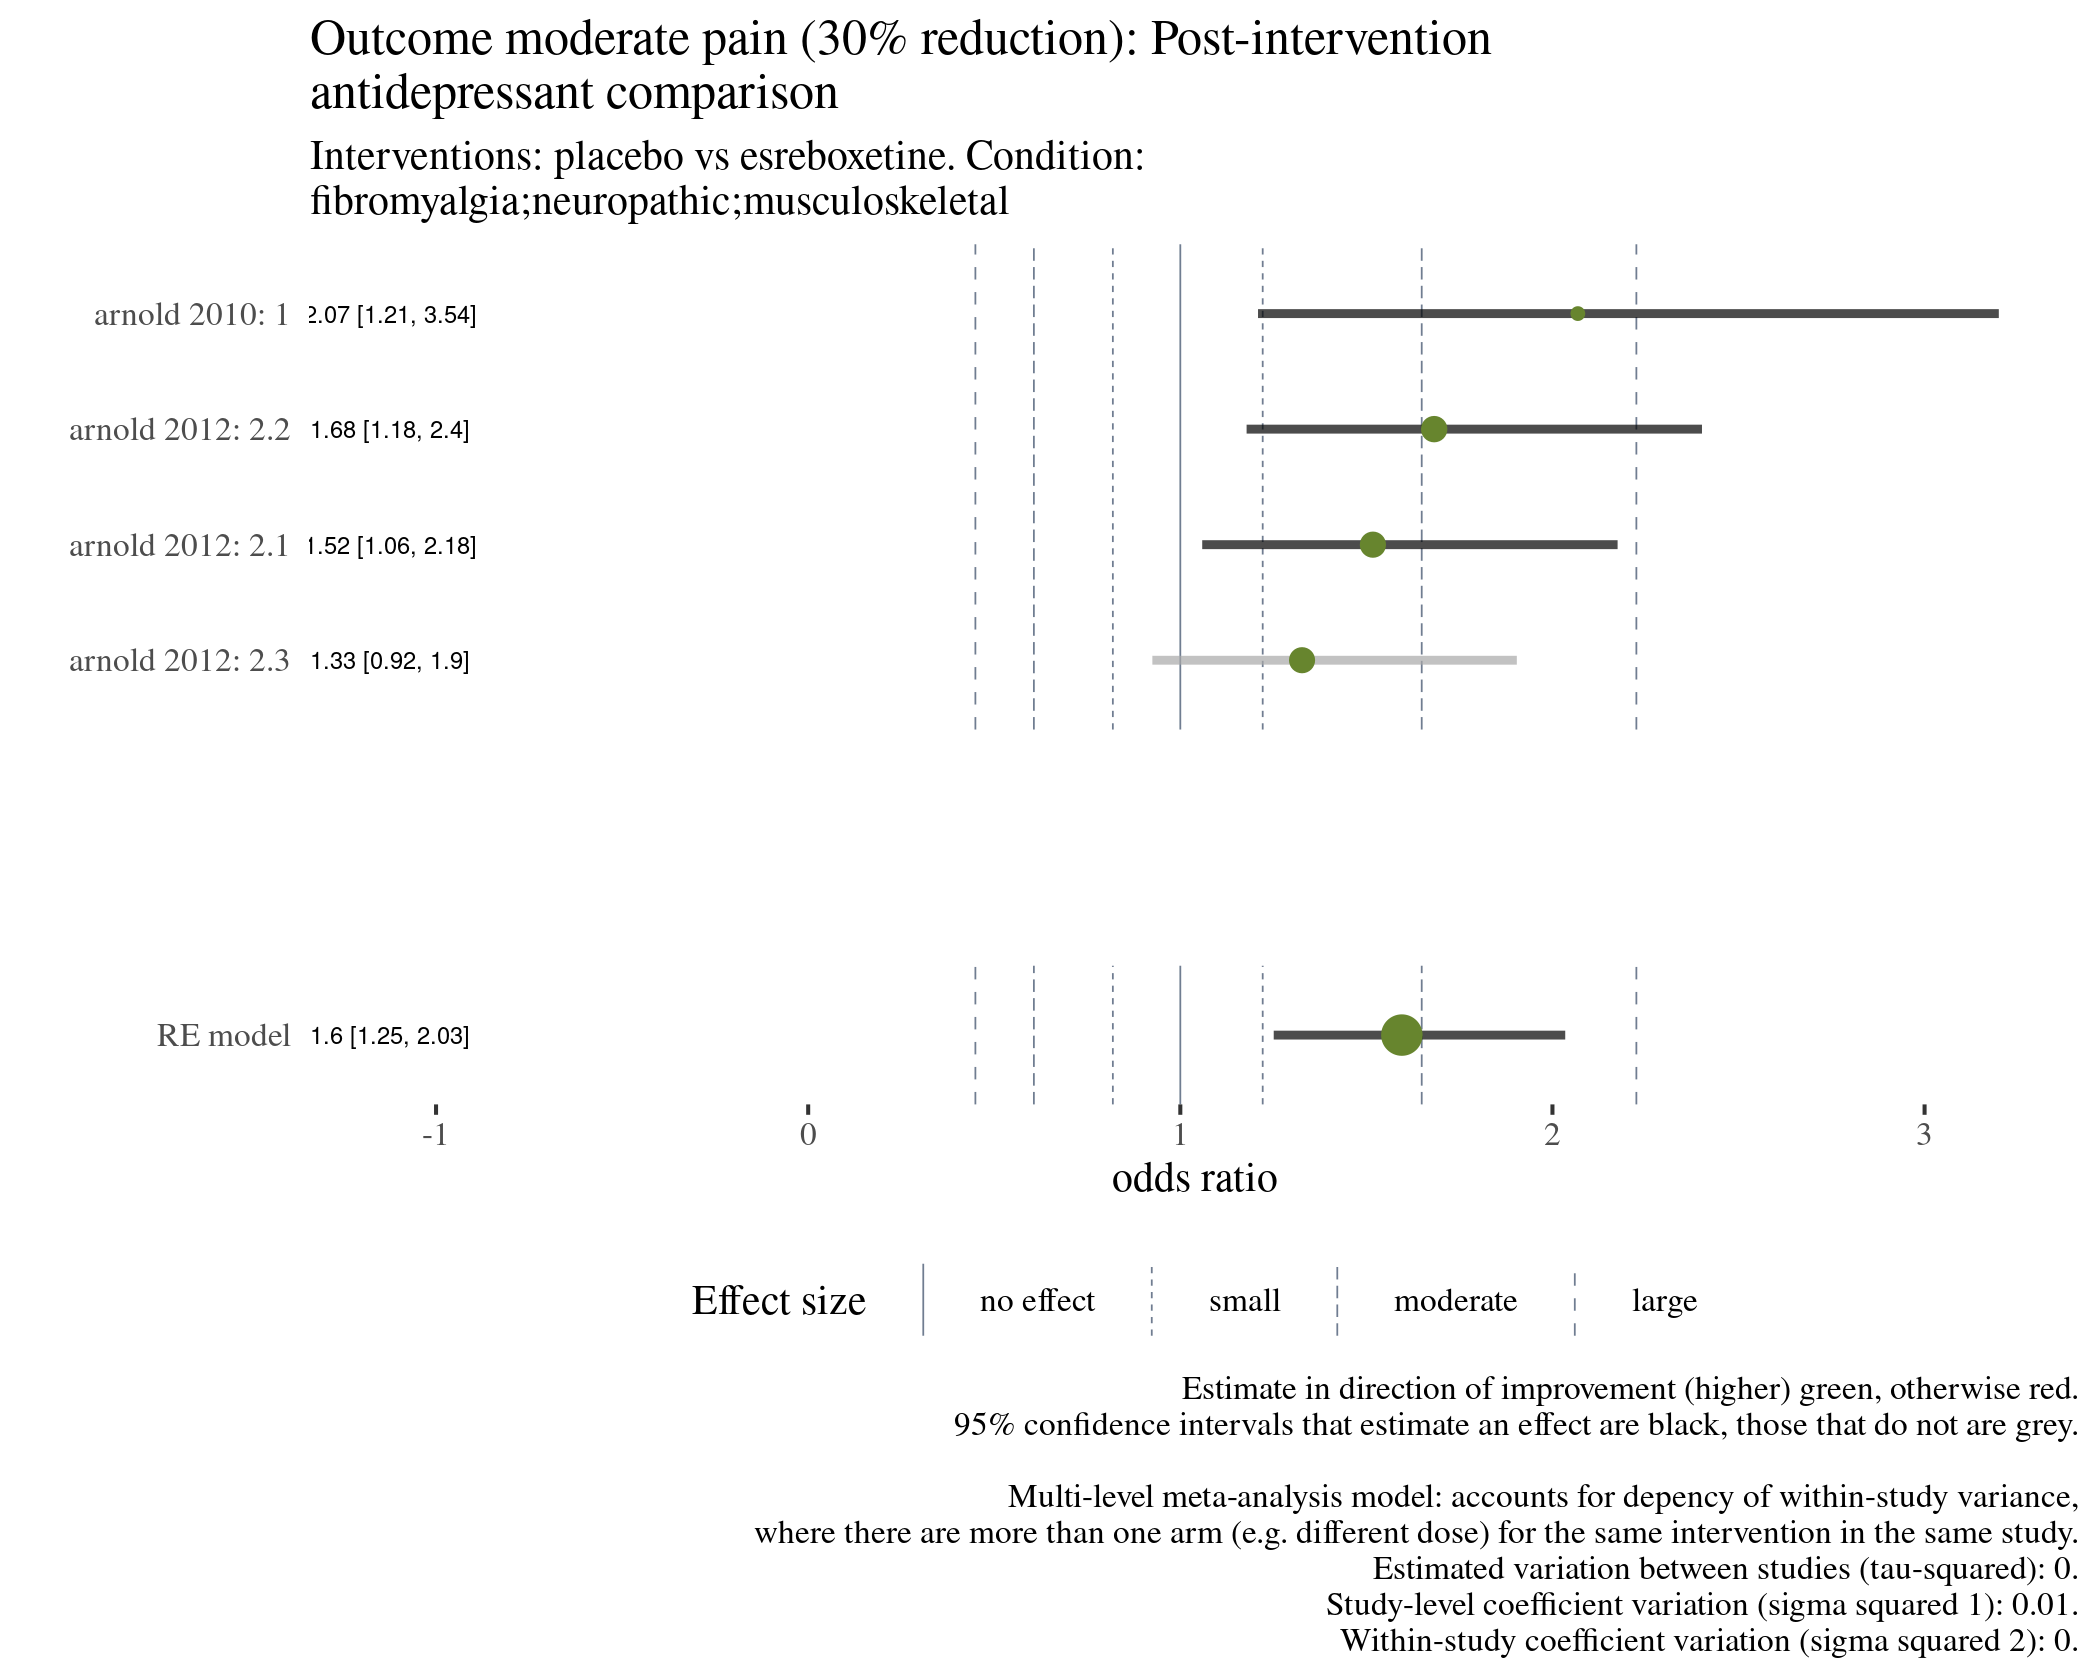 Outcome moderate pain (30% reduction): Post-intervention
antidepressant comparison
Interventions: placebo vs esreboxetine. Condition:
fibromyalgia;neuropathic;musculoskeletal
arnold 2010: 1 2.07 [1.21, 3.54]
arnold 2012: 2.2 1.68 [1.18, 2.4]
arnold 2012: 2.1 1.52 [1.06, 2.18]
arnold 2012: 2.3 1.33 [0.92, 1.9]
RE model 1.6 [1.25, 2.03]
-1 0 1 2 3
odds ratio
Effect size no effect small moderate large
Estimate in direction of improvement (higher) green, otherwise red.
95% confidence intervals that estimate an effect are black, those that do not are grey.
Multi-level meta-analysis model: accounts for depency of within-study variance,
where there are more than one arm (e.g. different dose) for the same intervention in the same study.
Estimated variation between studies (tau-squared): 0.
Study-level coefficient variation (sigma squared 1): 0.01.
Within-study coefficient variation (sigma squared 2): 0.